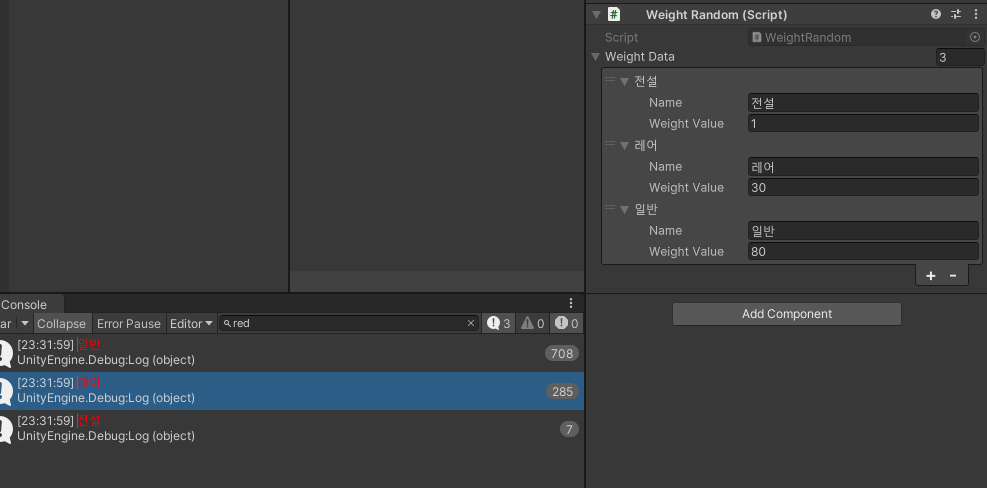 Weight Random (Script)
Script WeightRandom
Weight Data 3
전설
Name 전설
Weight Value 1
레어
Name 레어
Weight Value 30
일반
Name 일반
Weight Value 80
Add Component
Console
ar Collapse Error Pause Editor red 3 0 0
[23:31:59] 일반
UnityEngine.Debug:Log (object) 708
[23:31:59] 레어
UnityEngine.Debug:Log (object) 285
[23:31:59] 전설
UnityEngine.Debug:Log (object) 7